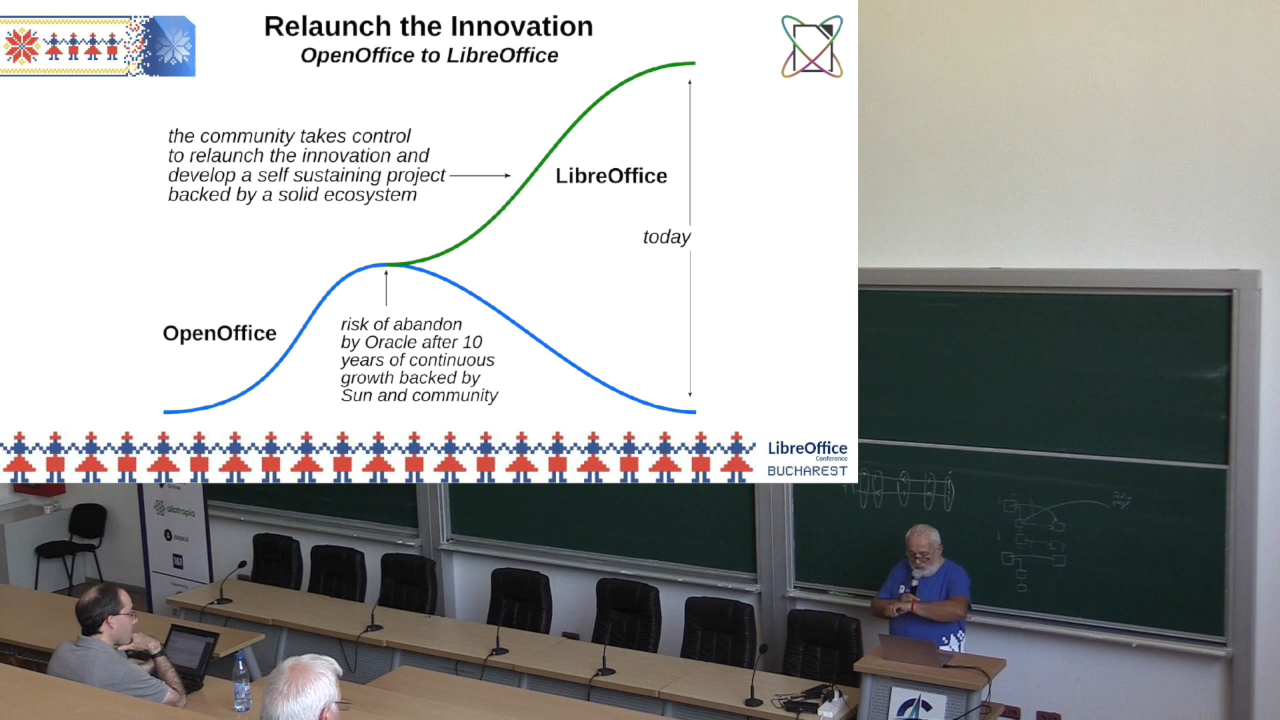 Relaunch the Innovation
OpenOffice to LibreOffice
the community takes control
to relaunch the innovation and
develop a self sustaining project
backed by a solid ecosystem
LibreOffice
today
OpenOffice
risk of abandon
by Oracle after 10
years of continuous
growth backed by
Sun and community
LibreOffice
Conference
BUCHAREST
allotropia